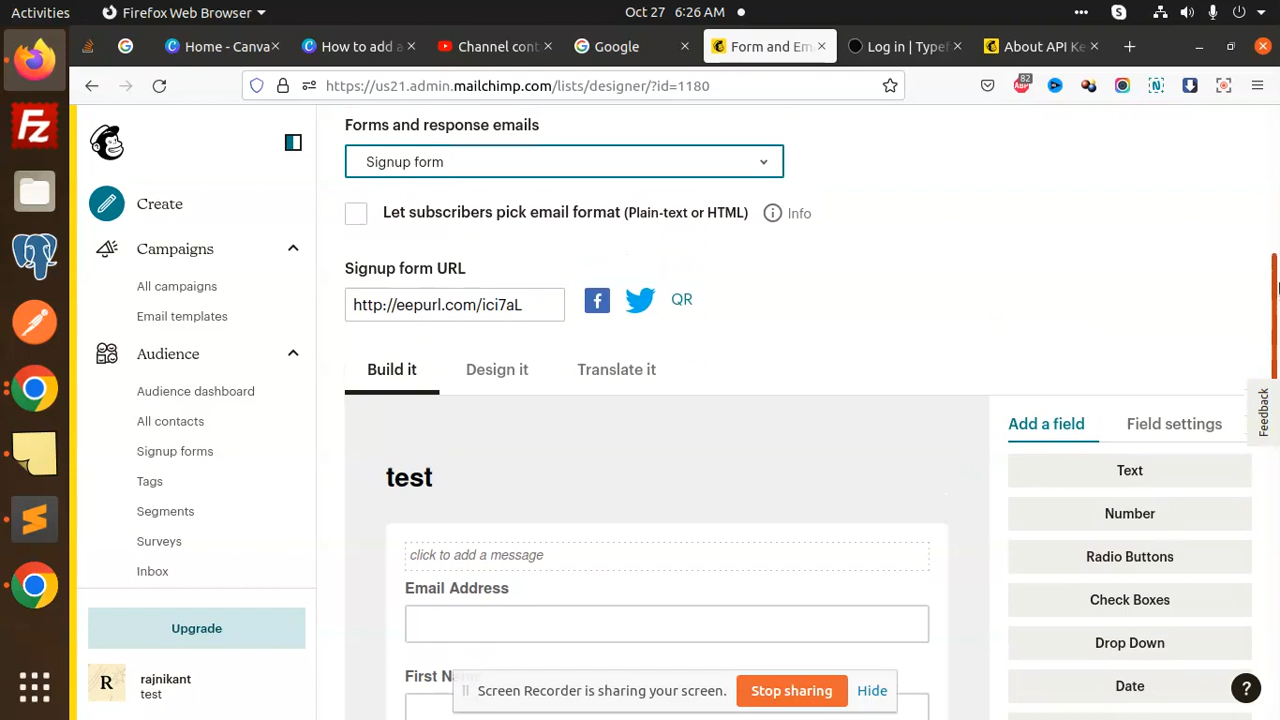 Activities
Firefox Web Browser
Oct 27 6:26 AM
Home - Canva
How to add a
Channel cont
Google
Form and Em
Log in | Typef
About API Ke
https://us21.admin.mailchimp.com/lists/designer/?id=1180
82
Forms and response emails
Signup form
Let subscribers pick email format (Plain-text or HTML)
Info
Signup form URL
http://eepurl.com/ici7aL
QR
Build it
Design it
Translate it
test
click to add a message
Email Address
First
Add a field
Field settings
Text
Number
Radio Buttons
Check Boxes
Drop Down
Date
Feedback
Create
Campaigns
All campaigns
Email templates
Audience
Audience dashboard
All contacts
Signup forms
Tags
Segments
Surveys
Inbox
Upgrade
R
rajnikant
test
Screen Recorder is sharing your screen.
Stop sharing
Hide
?